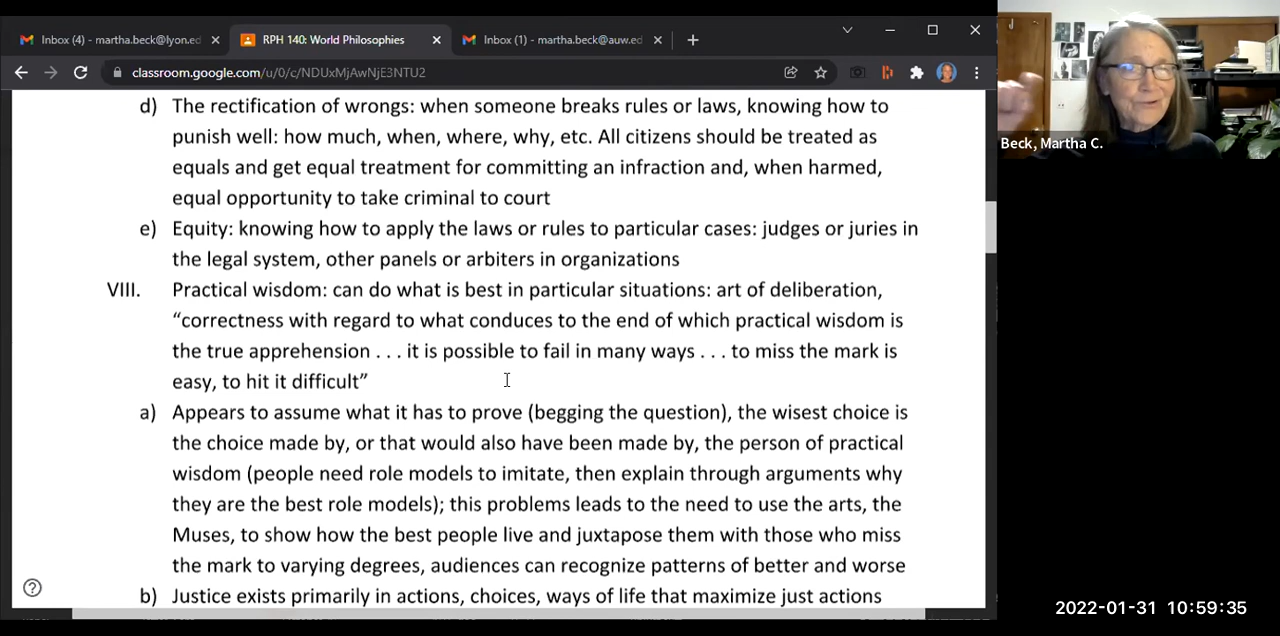 Inbox (4) - martha.beck@lyon.ed
RPH 140: World Philosophies
Inbox (1) - martha.beck@auw.ed
classroom.google.com/u/0/c/NDUxMjAwNjE3NTU2
d) The rectification of wrongs: when someone breaks rules or laws, knowing how to
punish well: how much, when, where, why, etc. All citizens should be treated as
equals and get equal treatment for committing an infraction and, when harmed,
equal opportunity to take criminal to court
e) Equity: knowing how to apply the laws or rules to particular cases: judges or juries in
the legal system, other panels or arbiters in organizations
VIII. Practical wisdom: can do what is best in particular situations: art of deliberation,
“correctness with regard to what conduces to the end of which practical wisdom is
the true apprehension . . . it is possible to fail in many ways . . . to miss the mark is
easy, to hit it difficult”
a) Appears to assume what it has to prove (begging the question), the wisest choice is
the choice made by, or that would also have been made by, the person of practical
wisdom (people need role models to imitate, then explain through arguments why
they are the best role models); this problems leads to the need to use the arts, the
Muses, to show how the best people live and juxtapose them with those who miss
the mark to varying degrees, audiences can recognize patterns of better and worse
b) Justice exists primarily in actions, choices, ways of life that maximize just actions
Beck, Martha C.
2022-01-31 10:59:35